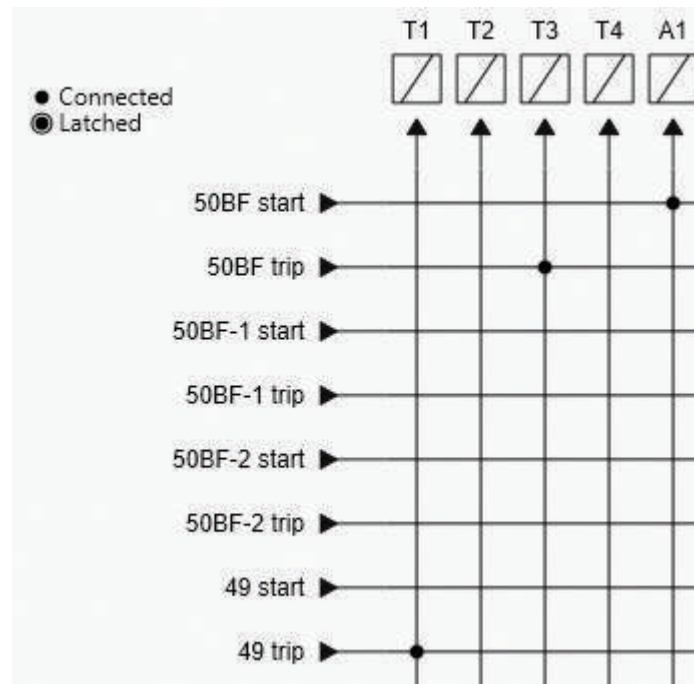 T1 T2 T3 T4 A1
Connected
Latched
50BF start
50BF trip
50BF-1 start
50BF-1 trip
50BF-2 start
50BF-2 trip
49 start
49 trip